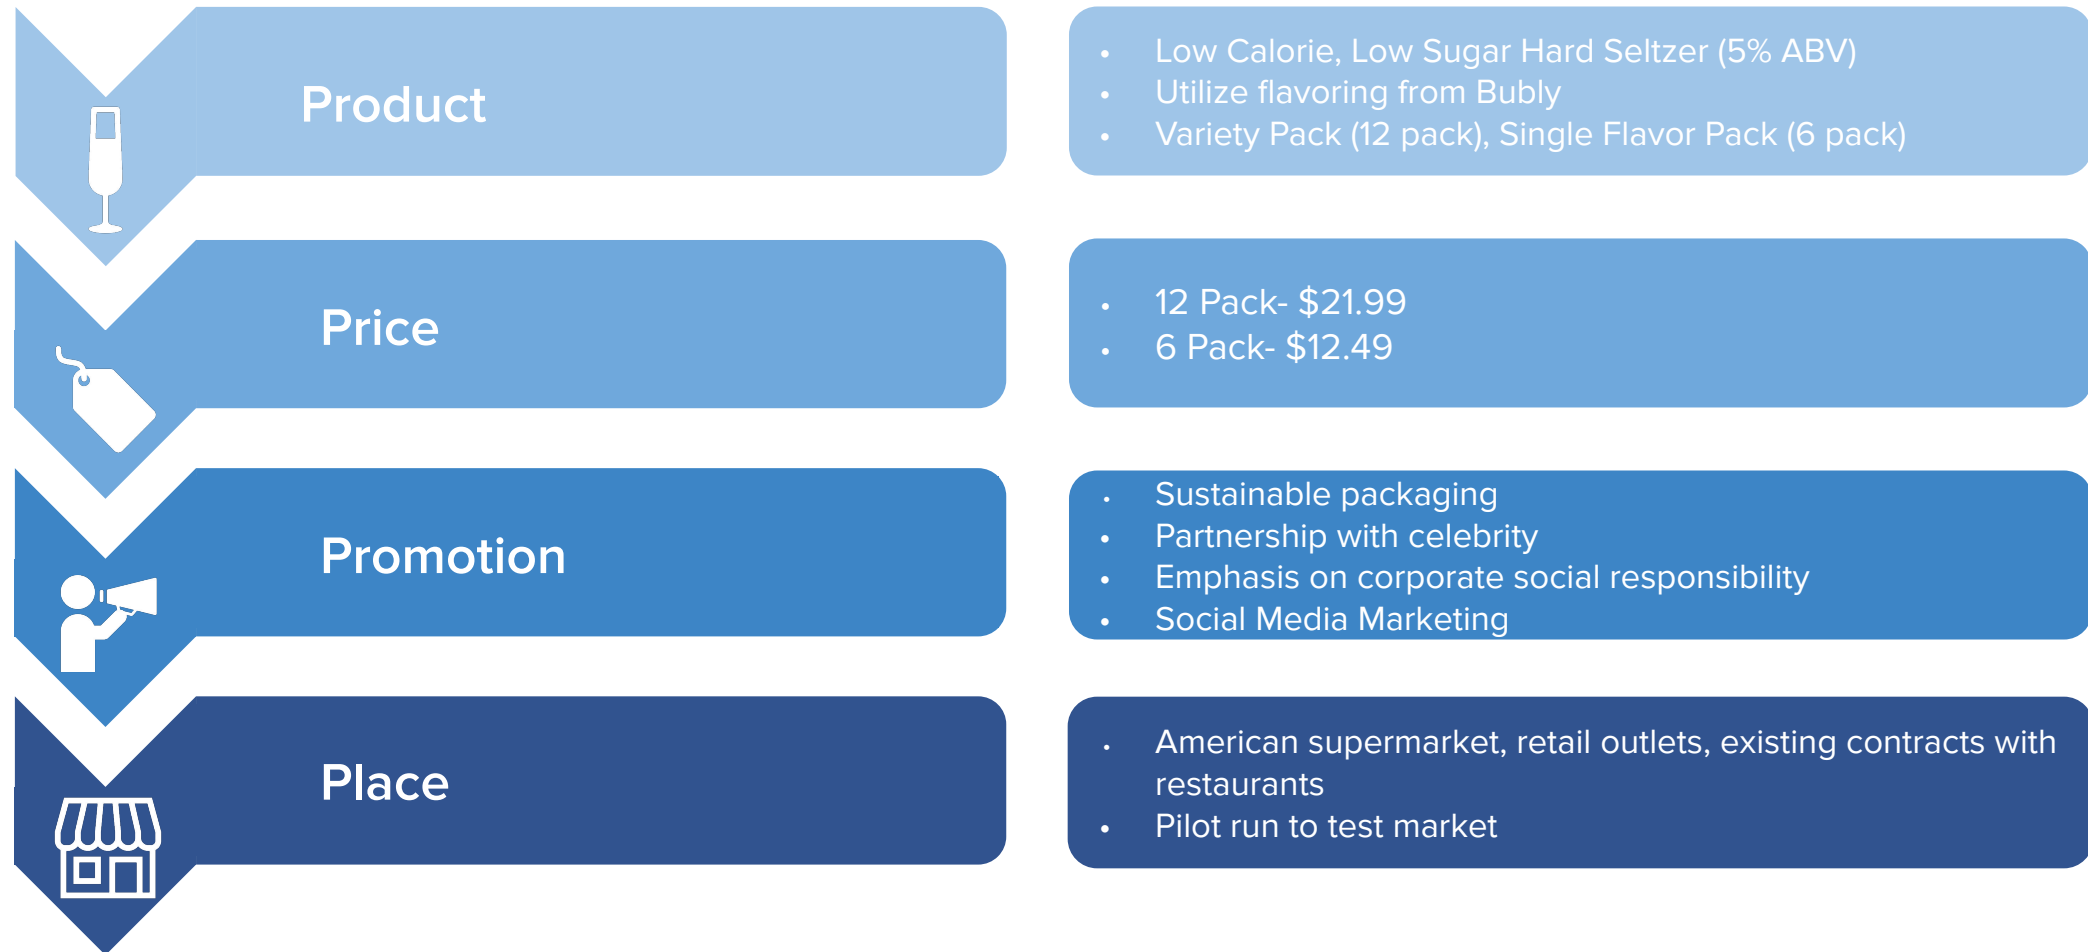 Product
• Low Calorie, Low Sugar Hard Seltzer (5% ABV)
• Utilize flavoring from Bubly
• Variety Pack (12 pack), Single Flavor Pack (6 pack)
Price
• 12 Pack- $21.99
• 6 Pack- $12.49
Promotion
• Sustainable packaging
• Partnership with celebrity
• Emphasis on corporate social responsibility
• Social Media Marketing
Place
• American supermarket, retail outlets, existing contracts with
restaurants
• Pilot run to test market